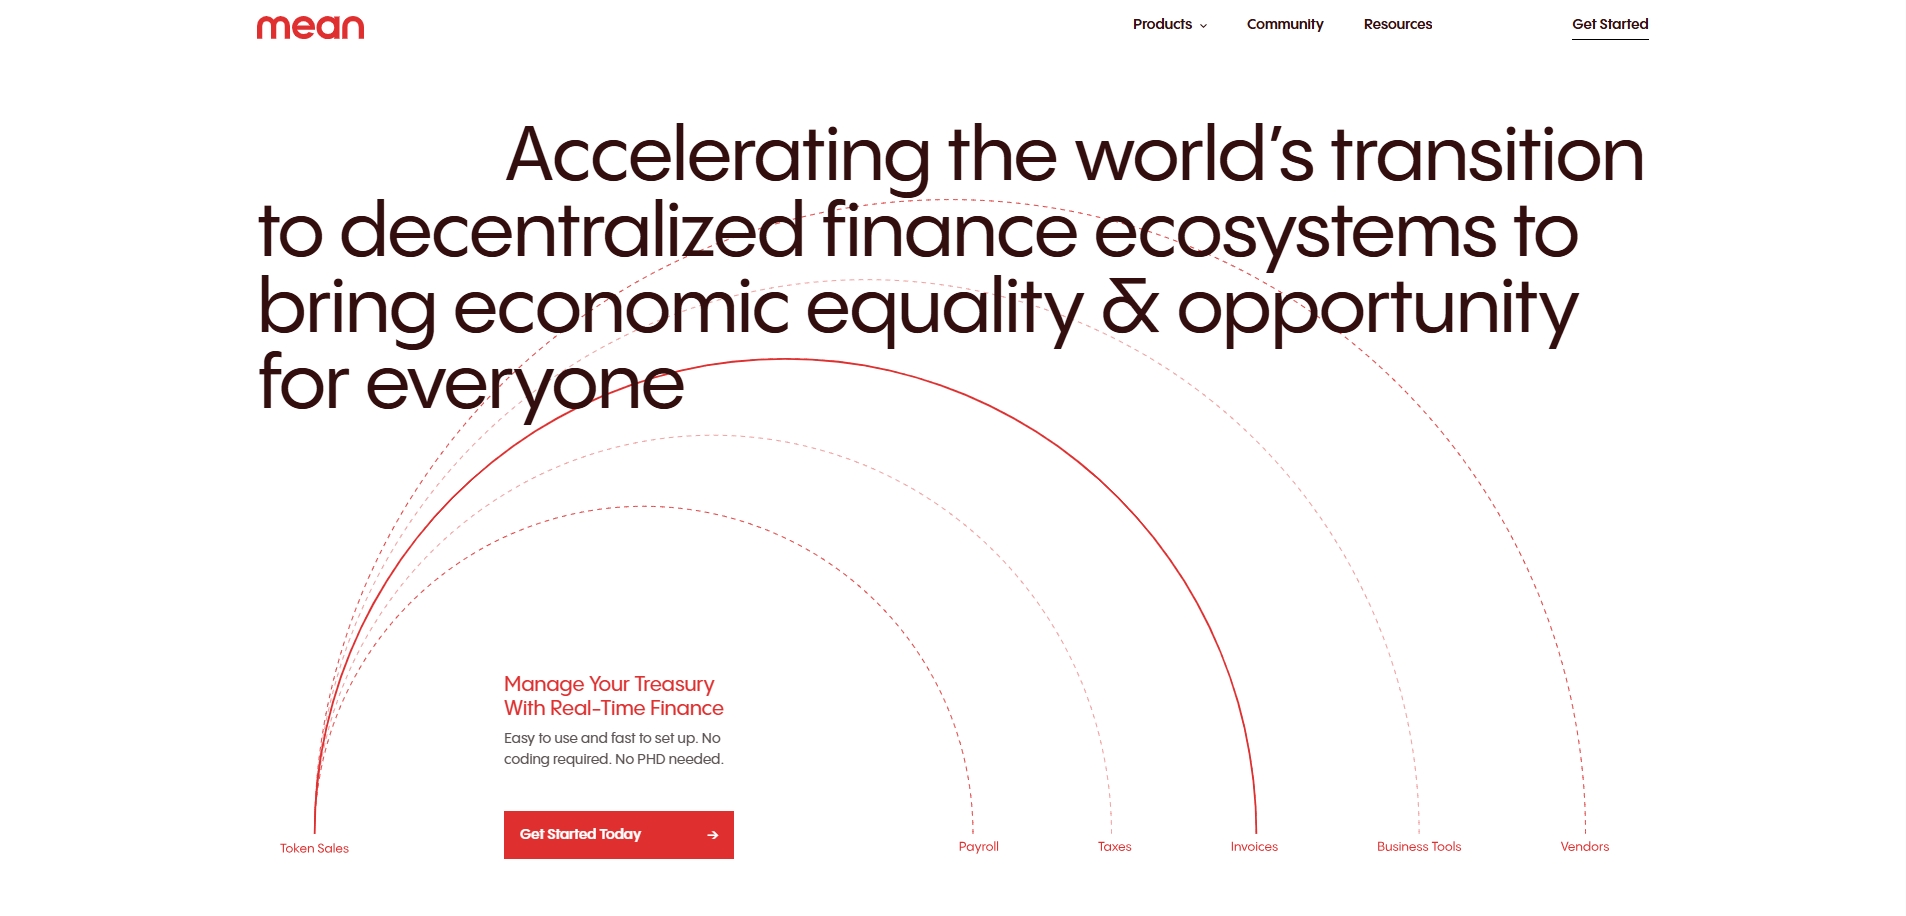 mean
Products
Community
Resources
Get Started
Accelerating the world’s transition
to decentralized finance ecosystems to
bring economic equality & opportunity
for everyone
Manage Your Treasury
With Real-Time Finance
Easy to use and fast to set up. No
coding required. No PHD needed.
Get Started Today
Token Sales
Payroll
Taxes
Invoices
Business Tools
Vendors